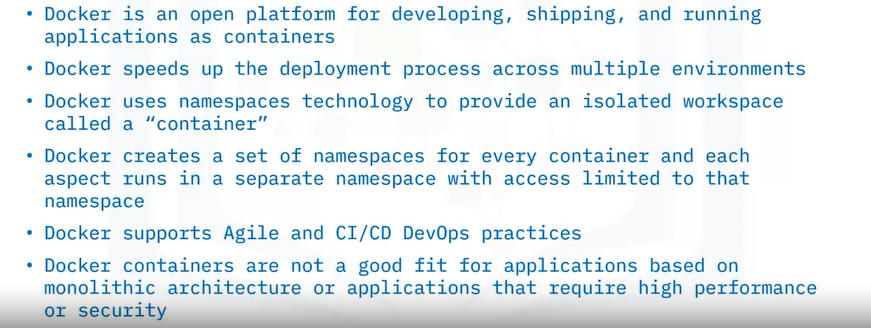 • Docker is an open platform for developing, shipping, and running
applications as containers
• Docker speeds up the deployment process across multiple environments
• Docker uses namespaces technology to provide an isolated workspace
called a “container”
• Docker creates a set of namespaces for every container and each
aspect runs in a separate namespace with access limited to that
namespace
• Docker supports Agile and CI/CD DevOps practices
• Docker containers are not a good fit for applications based on
monolithic architecture or applications that require high performance
or security